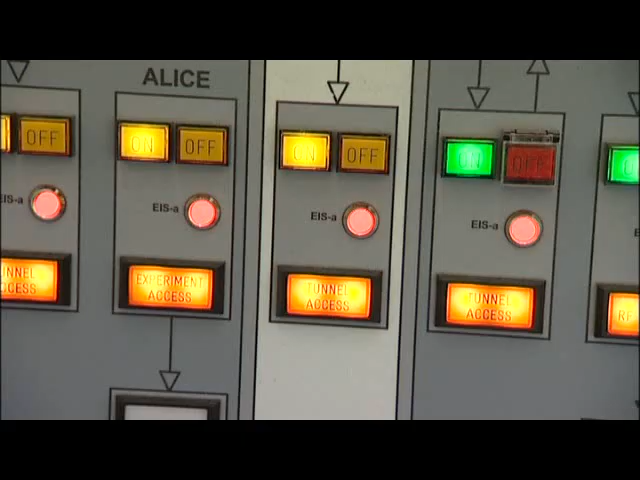 ALICE
OFF
ON
OFF
ON
OFF
ON
OFF
EIS-a
EIS-a
EIS-a
EIS-a
TUNNEL
ACCESS
EXPERIMENT
ACCESS
TUNNEL
ACCESS
TUNNEL
ACCESS
RF